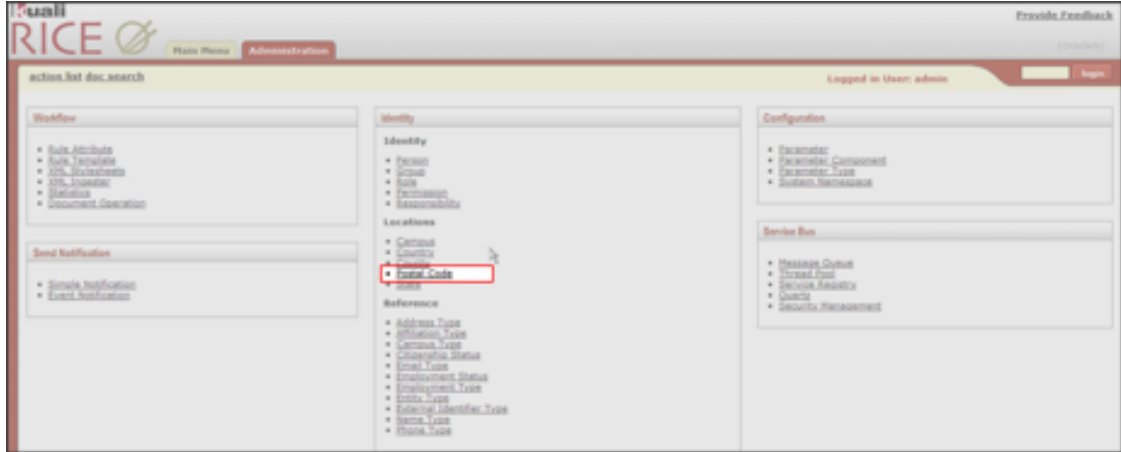 Kuali
Provide Feedback
RICE
Main Menu
Administration
action list doc search
Logged in User: admin
login
Workflow
Rule Attribute
Rule Template
XML Stylesheets
XML Ingester
Statistics
Document Operation
Send Notification
Simple Notification
Event Notification
Identity
Identity
Person
Group
Role
Permission
Responsibility
Locations
Campus
Country
County
Postal Code
State
Reference
Address Type
Affiliation Type
Campus Type
Citizenship Status
Email Type
Employment Status
Employment Type
Entity Type
External Identifier Type
Name Type
Phone Type
Configuration
Parameter
Parameter Component
Parameter Type
System Namespace
Service Bus
Message Queue
Thread Pool
Service Registry
Quartz
Security Management